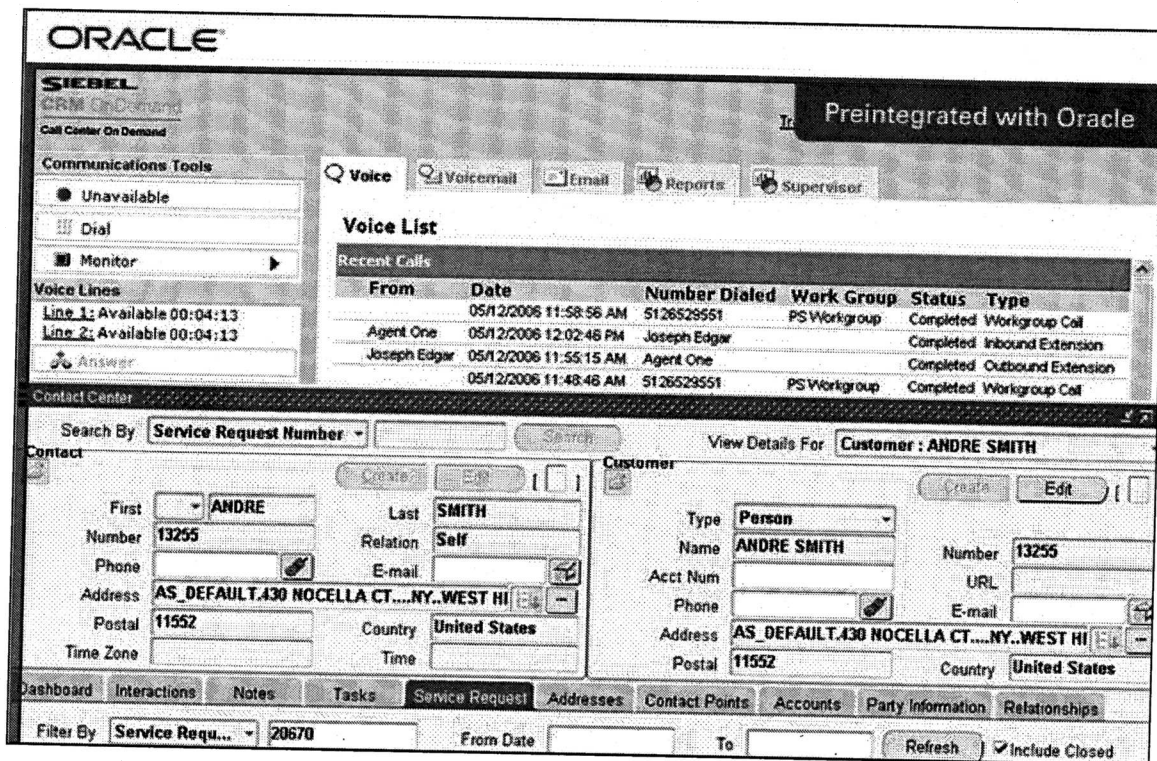 ORACLE
SIEBEL
CRM OnDemand
Call Center On Demand
Preintegrated with Oracle
Communications Tools
Unavailable
Dial
Monitor
Voice Lines
Line 1: Available 00:04:13
Line 2: Available 00:04:13
Answer
Voice Voicemail Email Reports Supervisor
Voice List
Recent Calls
From Date Number Dialed Work Group Status Type
05/12/2006 11:58:56 AM 5126529551 PS Workgroup Completed Workgroup Call
Agent One 05/12/2006 12:02:46 PM Joseph Edgar Completed Inbound Extension
Joseph Edgar 05/12/2006 11:55:15 AM Agent One Completed Outbound Extension
05/12/2006 11:48:46 AM 5126529551 PS Workgroup Completed Workgroup Call
Contact Center
Search By Service Request Number Search View Details For Customer : ANDRE SMITH
Contact
Create Edit [ ]
First ANDRE Last SMITH
Number 13255 Relation Self
Phone E-mail
Address AS_DEFAULT.430 NOCELLA CT....NY..WEST HI
Postal 11552 Country United States
Time Zone Time
Customer
Create Edit [
Type Person
Name ANDRE SMITH Number 13255
Acct Num URL
Phone E-mail
Address AS_DEFAULT.430 NOCELLA CT....NY..WEST HI
Postal 11552 Country United States
Dashboard Interactions Notes Tasks Service Request Addresses Contact Points Accounts Party Information Relationships
Filter By Service Requ... 20670 From Date To Refresh Include Closed